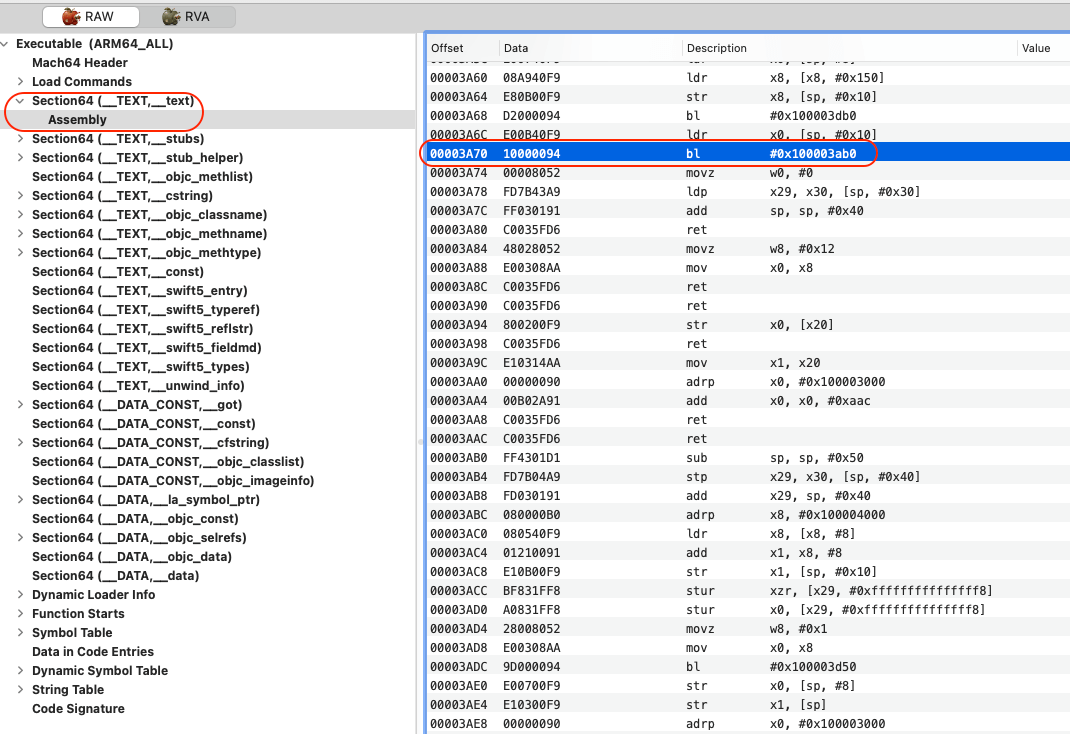 RAW RVA
Executable (ARM64_ALL)
Mach64 Header
Load Commands
Section64 (__TEXT,__text)
Assembly
Section64 (__TEXT,__stubs)
Section64 (__TEXT,__stub_helper)
Section64 (__TEXT,__objc_methlist)
Section64 (__TEXT,__cstring)
Section64 (__TEXT,__objc_classname)
Section64 (__TEXT,__objc_methname)
Section64 (__TEXT,__objc_methtype)
Section64 (__TEXT,__const)
Section64 (__TEXT,__swift5_entry)
Section64 (__TEXT,__swift5_typeref)
Section64 (__TEXT,__swift5_reflstr)
Section64 (__TEXT,__swift5_fieldmd)
Section64 (__TEXT,__swift5_types)
Section64 (__TEXT,__unwind_info)
Section64 (__DATA_CONST,__got)
Section64 (__DATA_CONST,__const)
Section64 (__DATA_CONST,__cfstring)
Section64 (__DATA_CONST,__objc_classlist)
Section64 (__DATA_CONST,__objc_imageinfo)
Section64 (__DATA,__la_symbol_ptr)
Section64 (__DATA,__objc_const)
Section64 (__DATA,__objc_selrefs)
Section64 (__DATA,__objc_data)
Section64 (__DATA,__data)
Dynamic Loader Info
Function Starts
Symbol Table
Data in Code Entries
Dynamic Symbol Table
String Table
Code Signature
Offset Data Description Value
00003A60 08A940F9 ldr x8, [x8, #0x150]
00003A64 E80B00F9 str x8, [sp, #0x10]
00003A68 D2000094 bl #0x100003db0
00003A6C E00B40F9 ldr x0, [sp, #0x10]
00003A70 10000094 bl #0x100003ab0
00003A74 00008052 movz w0, #0
00003A78 FD7B43A9 ldp x29, x30, [sp, #0x30]
00003A7C FF030191 add sp, sp, #0x40
00003A80 C0035FD6 ret
00003A84 48028052 movz w8, #0x12
00003A88 E00308AA mov x0, x8
00003A8C C0035FD6 ret
00003A90 C0035FD6 ret
00003A94 800200F9 str x0, [x20]
00003A98 C0035FD6 ret
00003A9C E10314AA mov x1, x20
00003AA0 00000090 adrp x0, #0x100003000
00003AA4 00B02A91 add x0, x0, #0xaac
00003AA8 C0035FD6 ret
00003AAC C0035FD6 ret
00003AB0 FF4301D1 sub sp, sp, #0x50
00003AB4 FD7B04A9 stp x29, x30, [sp, #0x40]
00003AB8 FD030191 add x29, sp, #0x40
00003ABC 080000B0 adrp x8, #0x100004000
00003AC0 080540F9 ldr x8, [x8, #8]
00003AC4 01210091 add x1, x8, #8
00003AC8 E10B00F9 str x1, [sp, #0x10]
00003ACC BF831FF8 stur xzr, [x29, #0xfffffffffffffff8]
00003AD0 A0831FF8 stur x0, [x29, #0xfffffffffffffff8]
00003AD4 28008052 movz w8, #0x1
00003AD8 E00308AA mov x0, x8
00003ADC 9D000094 bl #0x100003d50
00003AE0 E00700F9 str x0, [sp, #8]
00003AE4 E10300F9 str x1, [sp]
00003AE8 00000090 adrp x0, #0x100003000